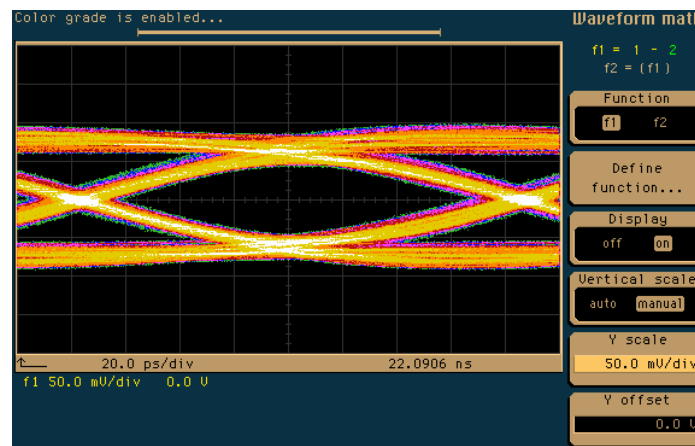 Color grade is enabled...
Waveform mat
f1 = 1 - 2
f2 = (f1)
Function
f1 f2
Define
function...
Display
off on
Vertical scale
auto manual
Y scale
50.0 mV/div
Y offset
0.0 V
20.0 ps/div 22.0906 ns
f1 50.0 mV/div 0.0 V